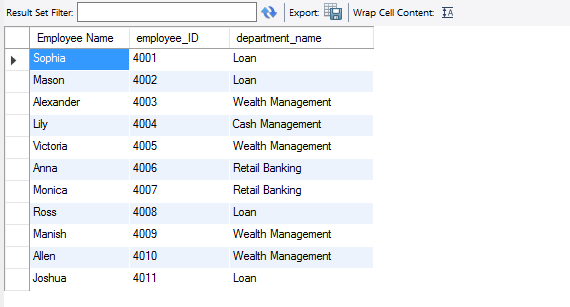 Result Set Filter: Export: Wrap Cell Content: IA
Employee Name employee_ID department_name
Sophia 4001 Loan
Mason 4002 Loan
Alexander 4003 Wealth Management
Lily 4004 Cash Management
Victoria 4005 Wealth Management
Anna 4006 Retail Banking
Monica 4007 Retail Banking
Ross 4008 Loan
Manish 4009 Wealth Management
Allen 4010 Wealth Management
Joshua 4011 Loan